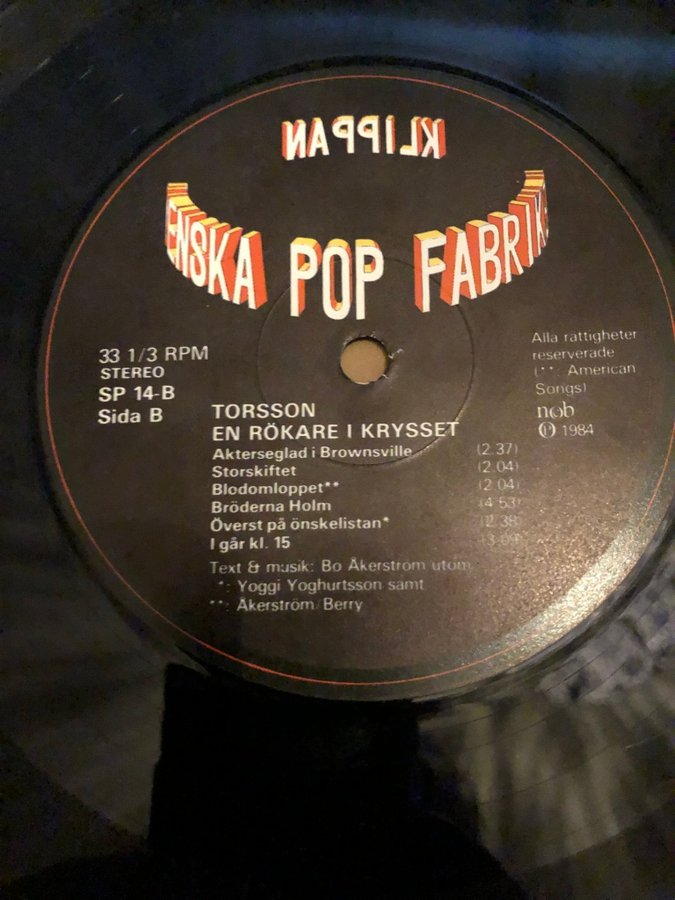 KLIPPAN
ENSKA POP FABRIK
33 1/3 RPM
STEREO
SP 14-B
Sida B
Alla rättigheter
reserverade
(**: American
Songs)
ncb
Ⓟ 1984
TORSSON
EN RÖKARE I KRYSSET
Akterseglad i Brownsville (2.37)
Storskiftet (2.04)
Blodomloppet** (2.04)
Bröderna Holm (4.53)
Överst på önskelistan* (2.38)
I går kl. 15
Text & musik: Bo Åkerström utom
*: Yoggi Yoghurtsson samt
**: Åkerström/Berry